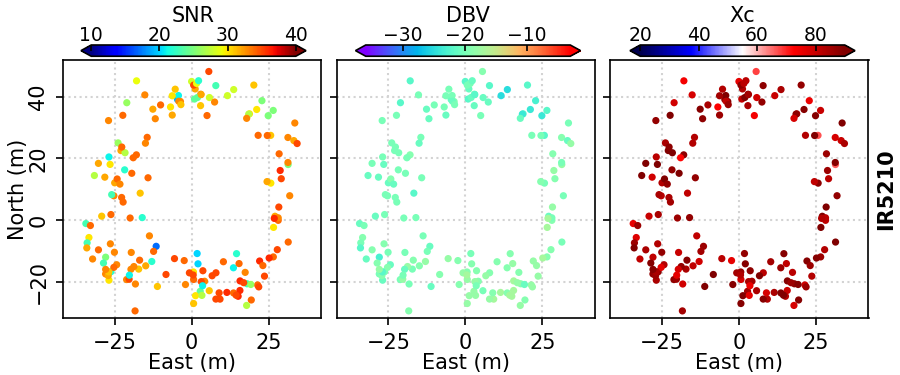 SNR DBV Xc
10 20 30 40 −30 −20 −10 20 40 60 80
40
20
0
−20
North (m)
−25 0 25 −25 0 25 −25 0 25
East (m) East (m) East (m)
IR5210